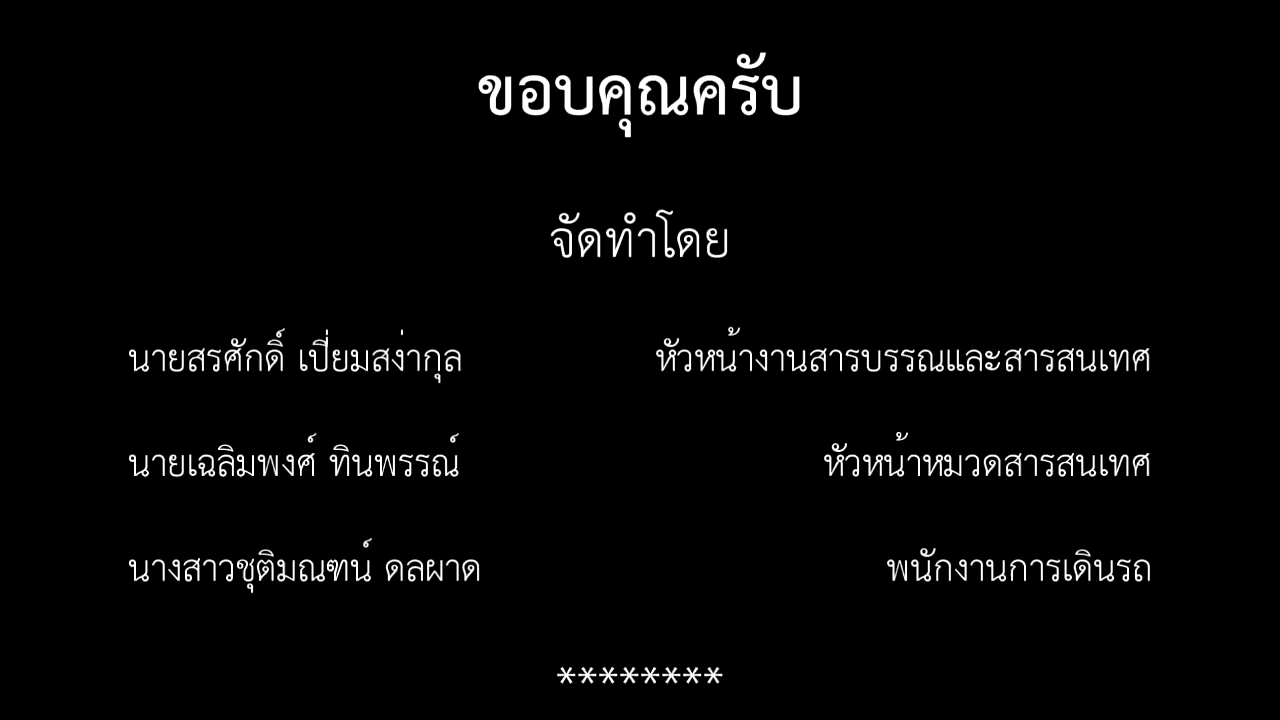 ขอบคุณครับ
จัดทำโดย
นายสรศักดิ์ เปี่ยมสง่ากุล หัวหน้างานสารบรรณและสารสนเทศ
นายเฉลิมพงศ์ ทินพรรณ์ หัวหน้าหมวดสารสนเทศ
นางสาวชุติมณฑน์ ดลผาด พนักงานการเดินรถ
********